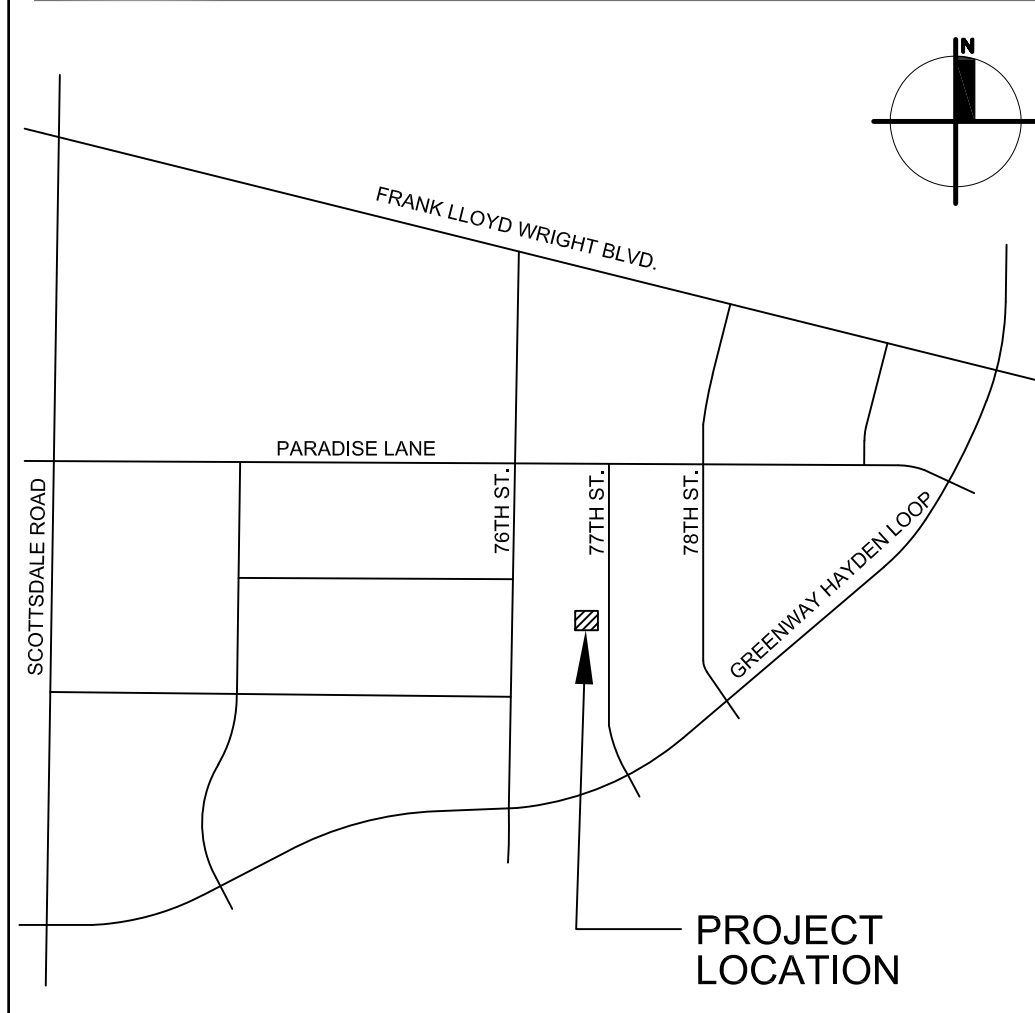 N
FRANK LLOYD WRIGHT BLVD.
PARADISE LANE
SCOTTSDALE ROAD
76TH ST.
77TH ST.
78TH ST.
GREENWAY HAYDEN LOOP
PROJECT
LOCATION